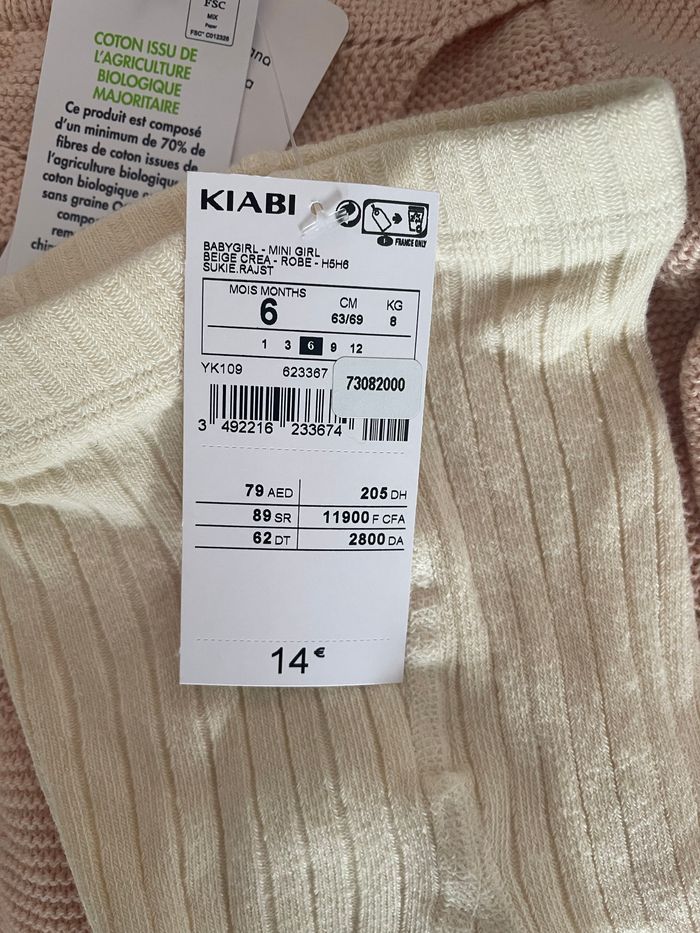 FSC
MIX
Paper
FSC® C012328
COTON ISSU DE
L'AGRICULTURE
BIOLOGIQUE
MAJORITAIRE
Ce produit est composé
d'un minimum de 70% de
fibres de coton issues de
l'agriculture biologique
coton biologique
sans graine
KIABI
FRANCE ONLY
BABYGIRL - MINI GIRL
BEIGE CREA - ROBE - H5H6
SUKIE.RAJST
MOIS MONTHS
6
CM
63/69
KG
8
1 3 6 9 12
YK109 623367
73082000
3 492216 233674
79 AED 205 DH
89 SR 11900 F CFA
62 DT 2800 DA
14 €